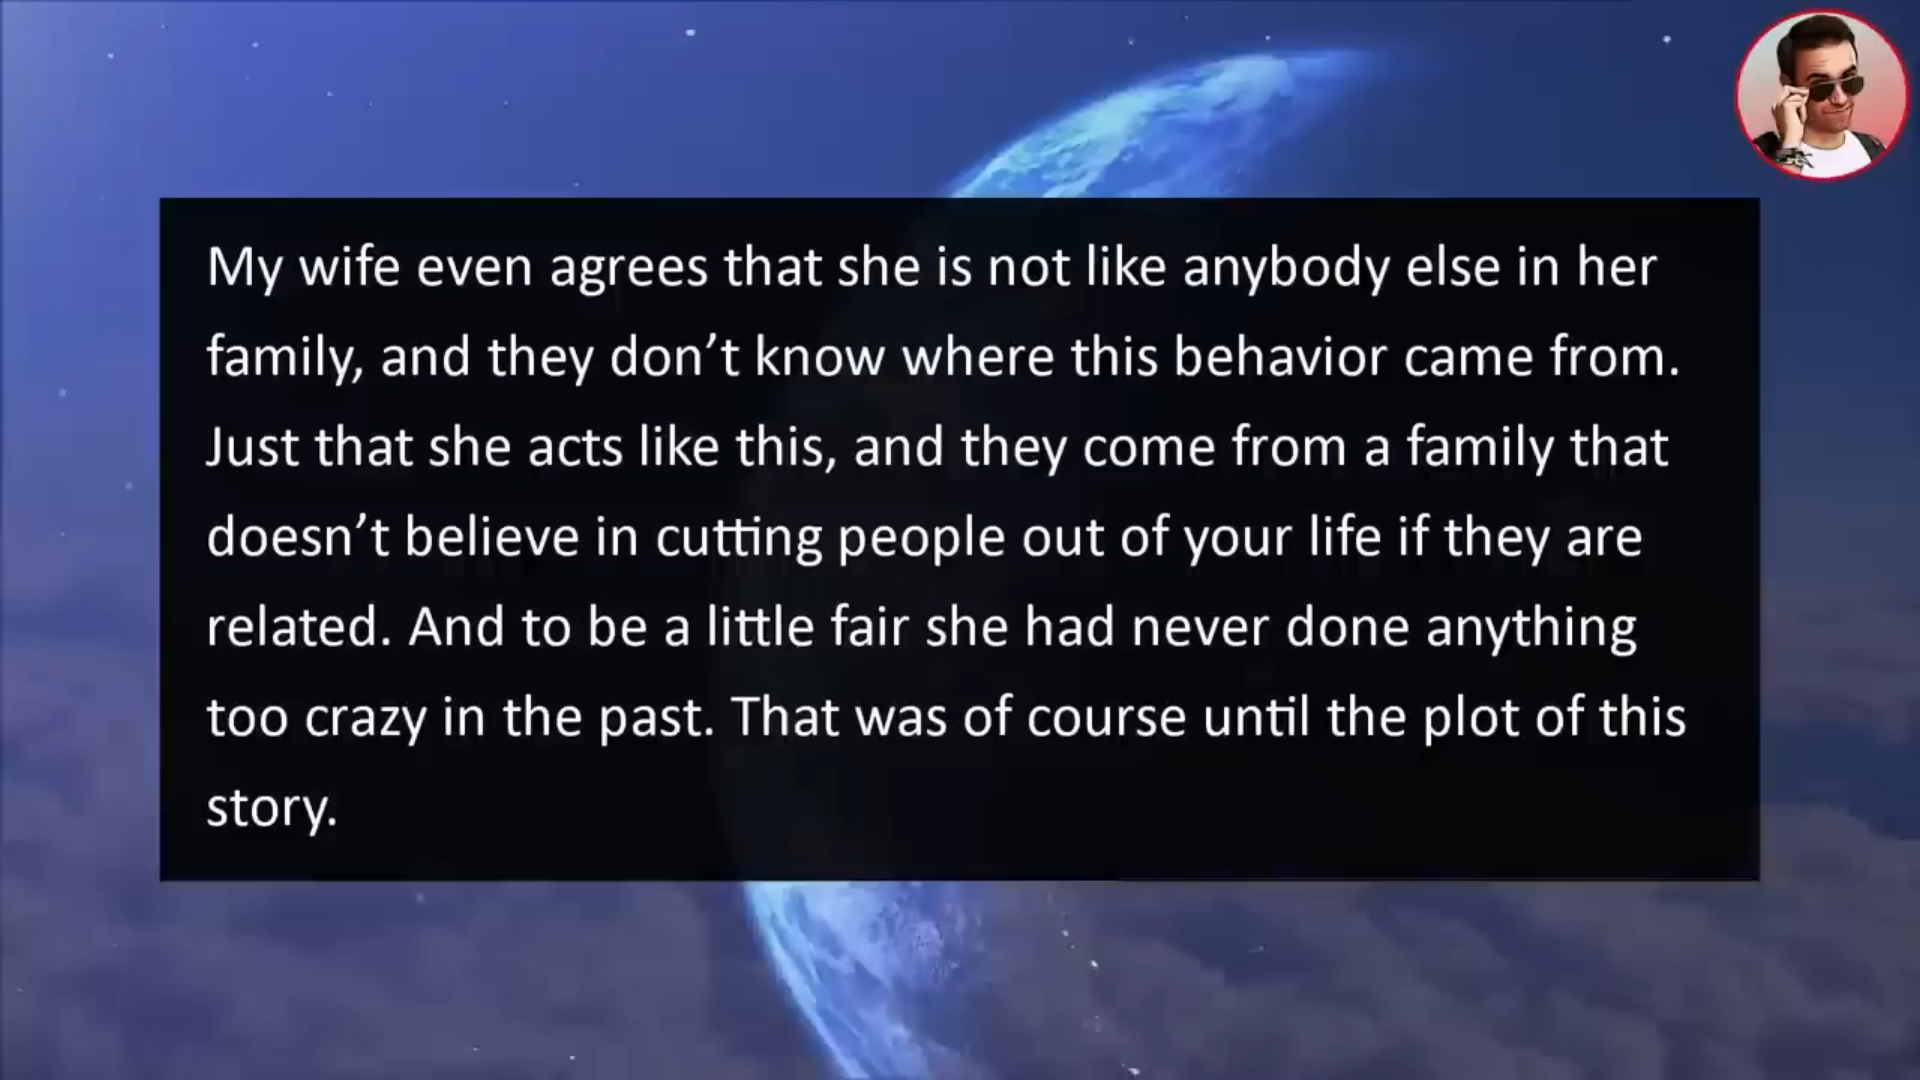 My wife even agrees that she is not like anybody else in her
family, and they don’t know where this behavior came from.
Just that she acts like this, and they come from a family that
doesn’t believe in cutting people out of your life if they are
related. And to be a little fair she had never done anything
too crazy in the past. That was of course until the plot of this
story.